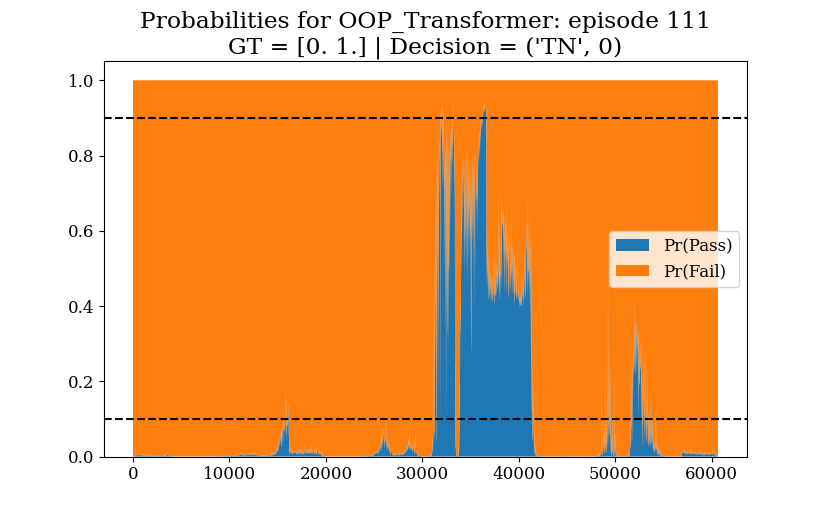 Probabilities for OOP_Transformer: episode 111
GT = [0. 1.] | Decision = ('TN', 0)
1.0
0.8
0.6
0.4
0.2
0.0
Pr(Pass)
Pr(Fail)
0 10000 20000 30000 40000 50000 60000